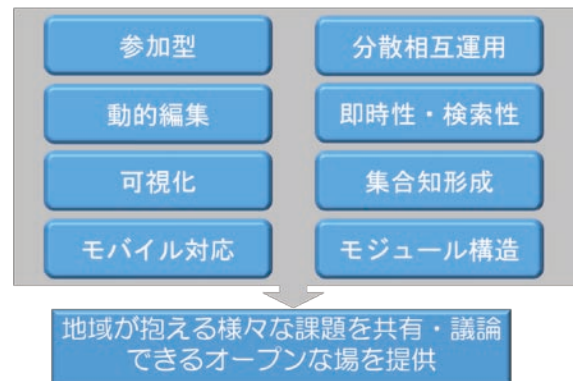 参加型
分散相互運用
動的編集
即時性・検索性
可視化
集合知形成
モバイル対応
モジュール構造
地域が抱える様々な課題を共有・議論
できるオープンな場を提供